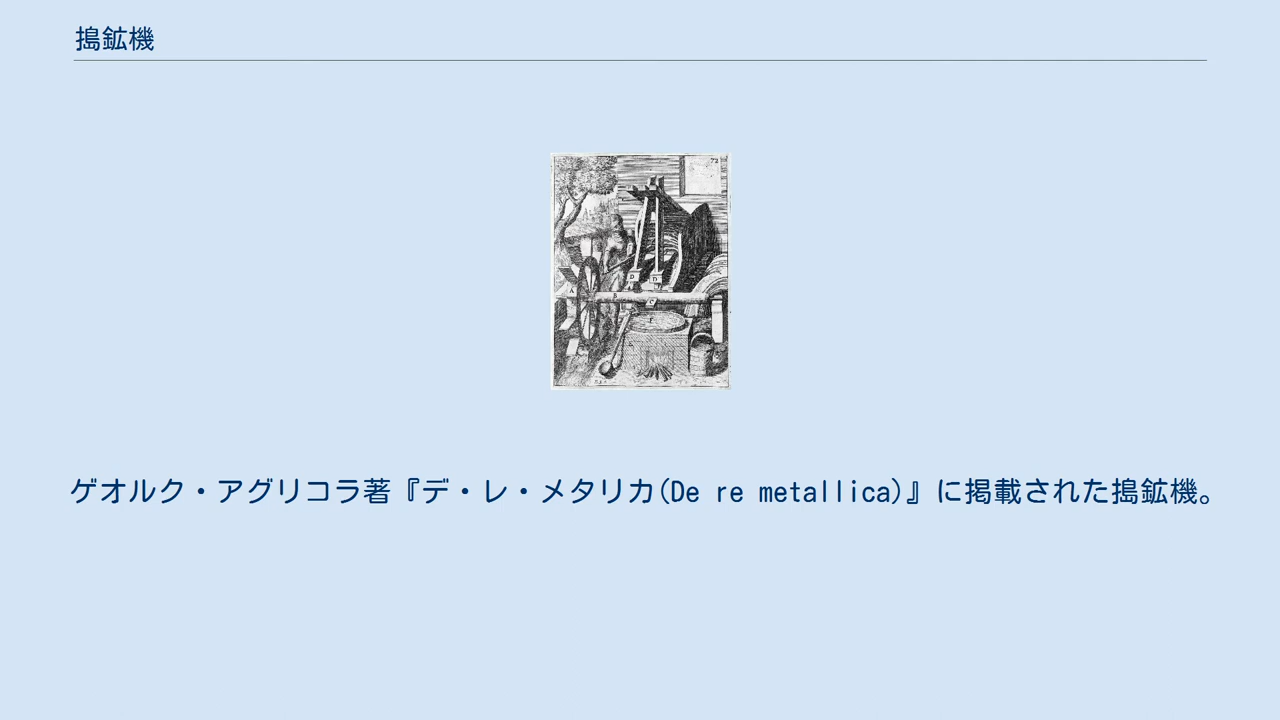 搗鉱機
ゲオルク・アグリコラ著『デ・レ・メタリカ(De re metallica)』に掲載された搗鉱機。